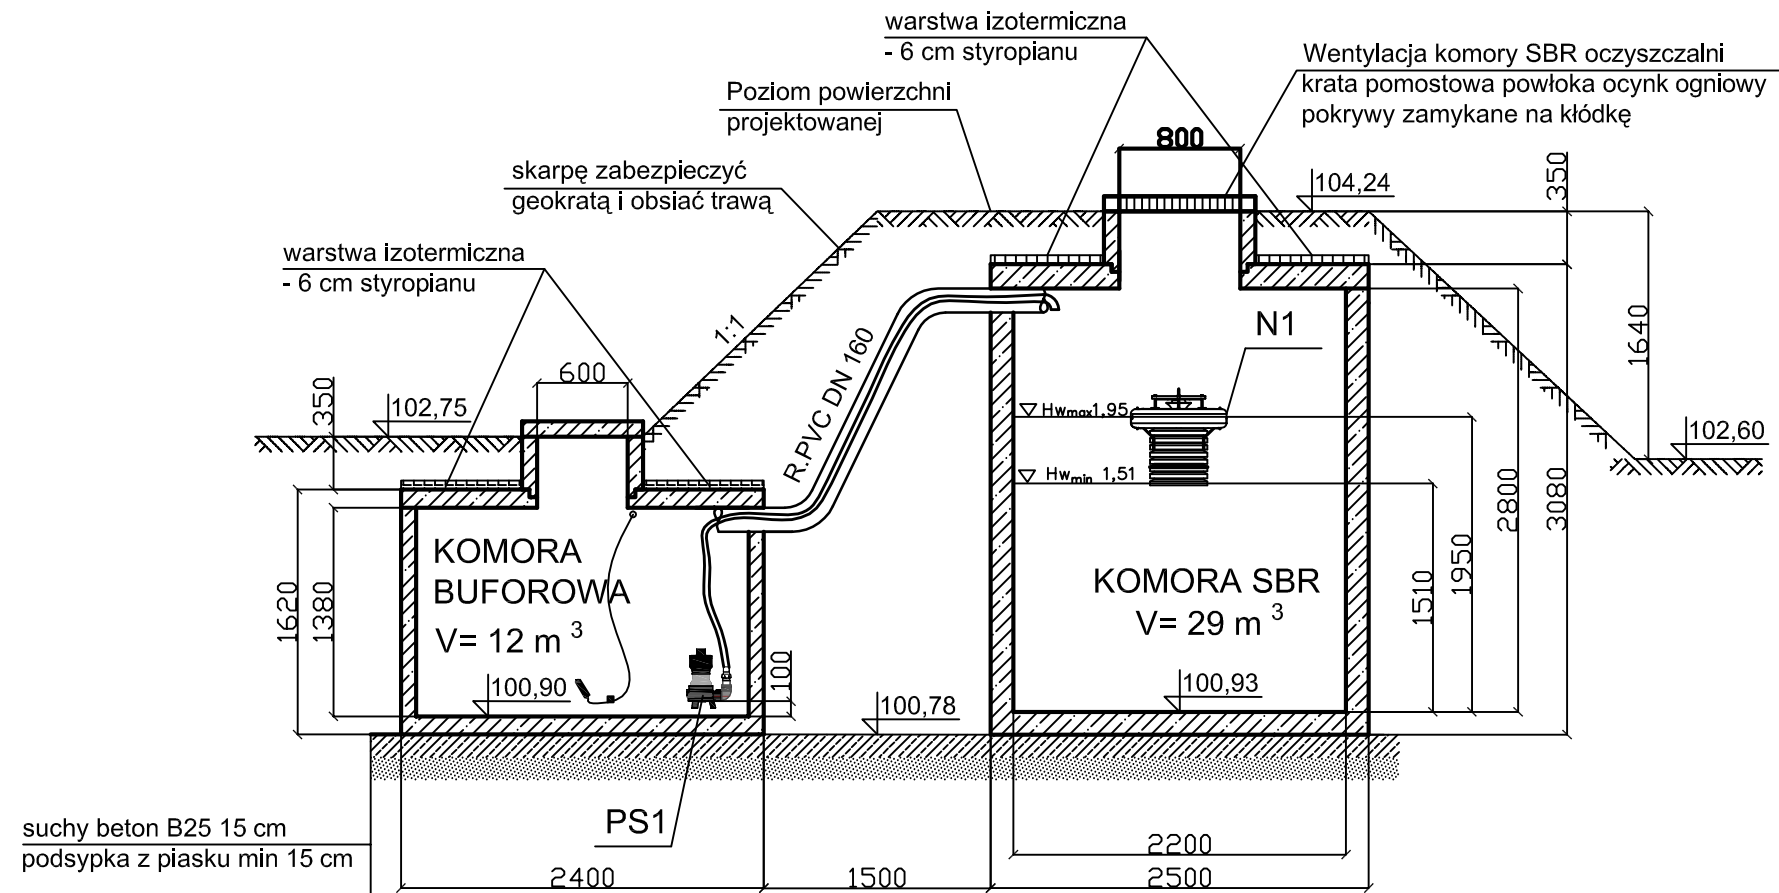 warstwa izotermiczna
- 6 cm styropianu
Wentylacja komory SBR oczyszczalni
krata pomostowa powłoka ocynk ogniowy
pokrywy zamykane na kłódkę
Poziom powierzchni
projektowanej
800
skarpę zabezpieczyć
geokratą i obsiać trawą
104,24
350
warstwa izotermiczna
- 6 cm styropianu
1:1
N1
1640
600
R.PVC DN 160
350
102,75
Hwmax1,95
102,60
Hwmin 1,51
KOMORA
BUFOROWA
V= 12 m 3
KOMORA SBR
V= 29 m 3
1620
1380
1510
1950
2800
3080
100
100,90
100,93
100,78
PS1
suchy beton B25 15 cm
podsypka z piasku min 15 cm
2200
2400
1500
2500